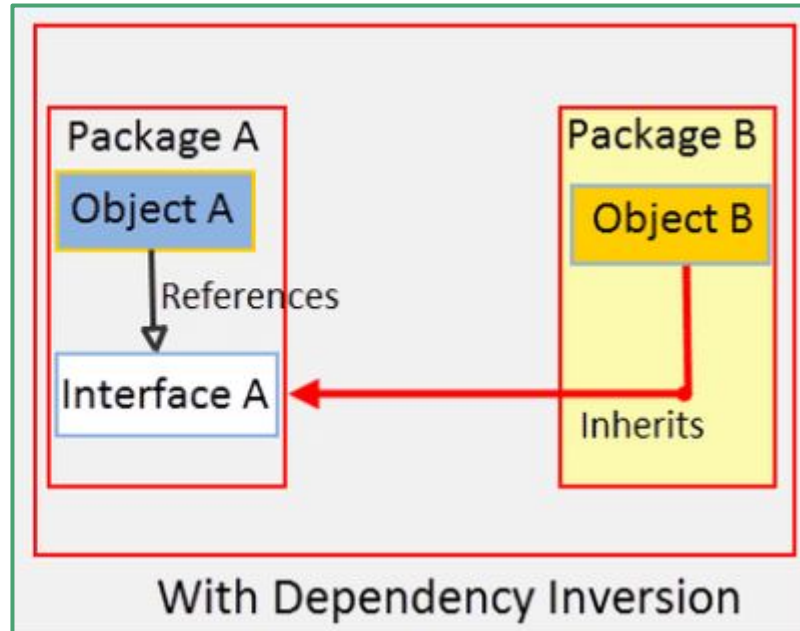 Package A
Object A
References
Interface A
Package B
Object B
Inherits
With Dependency Inversion